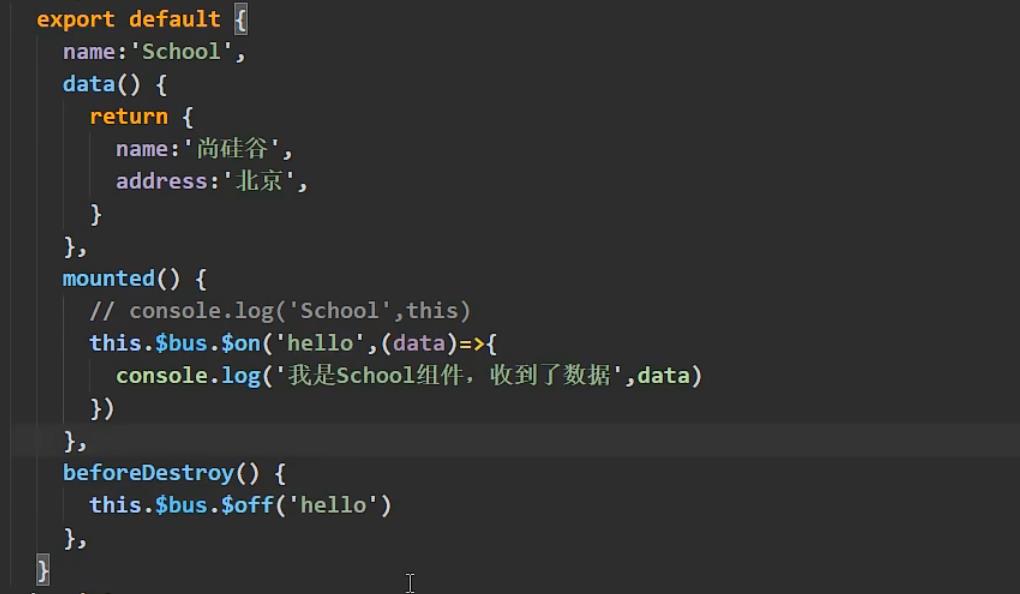 export default {
name:'School',
data() {
return {
name:'尚硅谷',
address:'北京',
}
},
mounted() {
// console.log('School',this)
this.$bus.$on('hello',(data)=>{
console.log('我是School组件，收到了数据',data)
})
},
beforeDestroy() {
this.$bus.$off('hello')
},
}